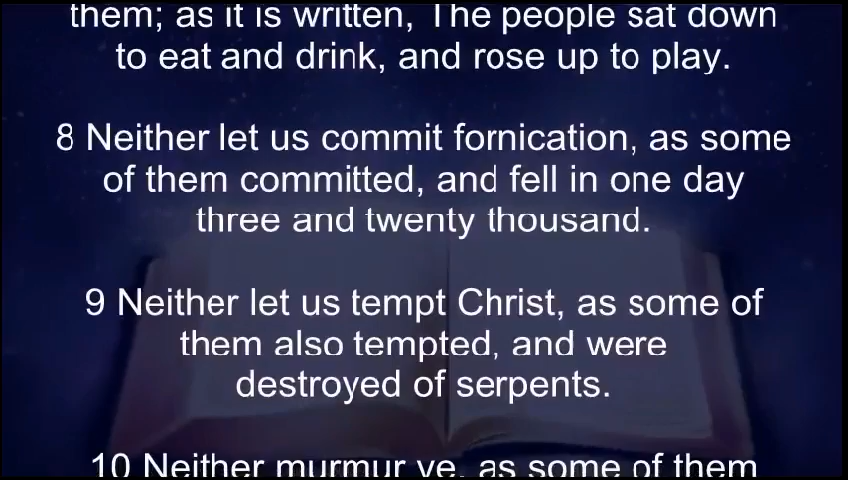 them; as it is written, The people sat down
to eat and drink, and rose up to play.
8 Neither let us commit fornication, as some
of them committed, and fell in one day
three and twenty thousand.
9 Neither let us tempt Christ, as some of
them also tempted, and were
destroyed of serpents.
10 Neither murmur ye, as some of them